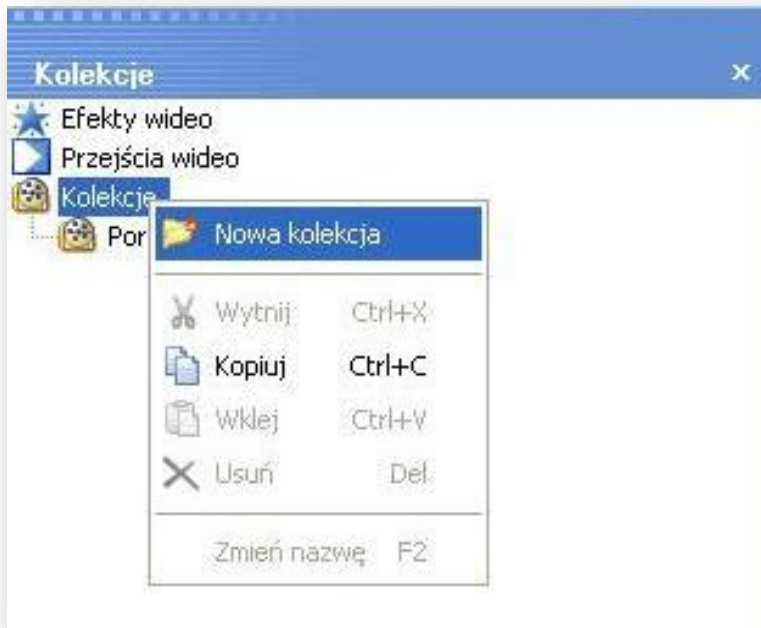 Kolekcje
Efekty wideo
Przejścia wideo
Kolekcje
Por
Nowa kolekcja
Wytnij Ctrl+X
Kopiuj Ctrl+C
Wklej Ctrl+V
Usuń Del
Zmień nazwę F2